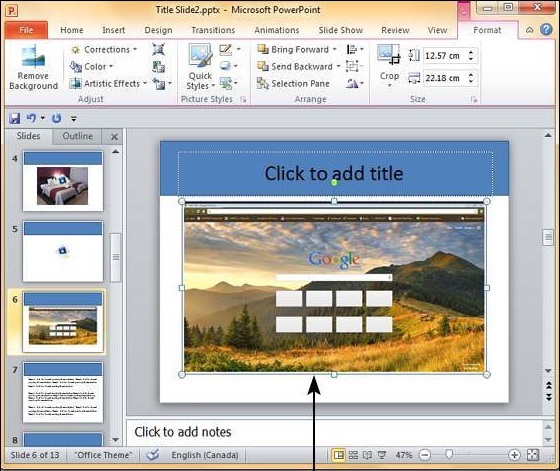 P
Title Slide2.pptx - Microsoft PowerPoint
File Home Insert Design Transitions Animations Slide Show Review View Format
Remove Background
Corrections
Color
Artistic Effects
Adjust
Quick Styles
Picture Styles
Bring Forward
Send Backward
Selection Pane
Arrange
Crop
12.57 cm
22.18 cm
Size
Slides Outline
4
5
6
7
8
Click to add title
Google
Click to add notes
Slide 6 of 13 "Office Theme" English (Canada) 47%